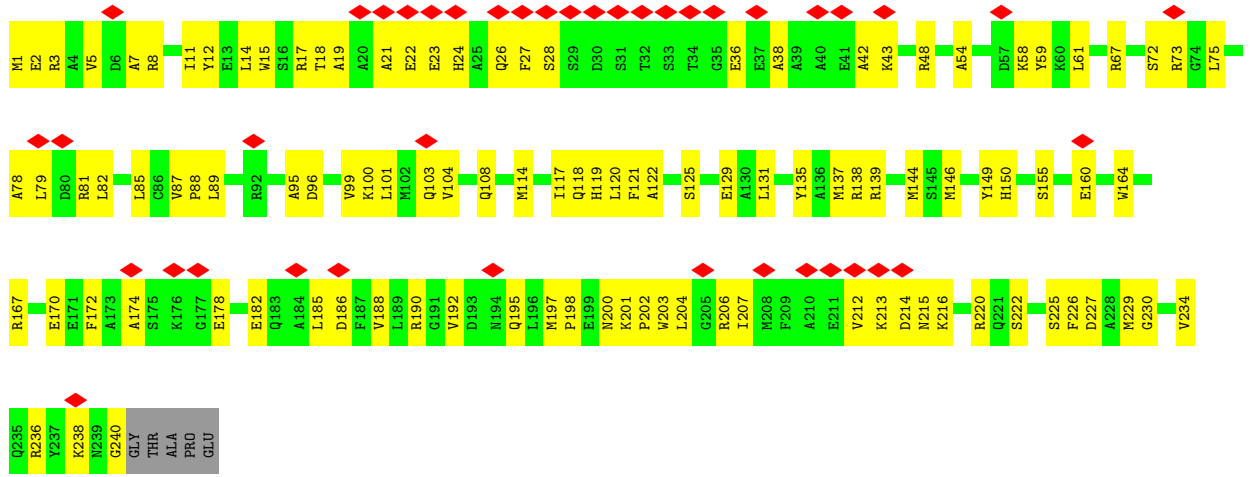 M1 E2 R3 A4 V5 D6 A7 R8 I11 Y12 E13 L14 W15 S16 R17 T18 A19 A20 A21 E22 E23 H24 A25 Q26 F27 S28 S29 D30 S31 T32 S33 T34 G35 E36 E37 A38 A39 A40 E41 A42 K43 R48 A54 D57 K58 Y59 K60 L61 R67 S72 R73 G74 L75
A78 L79 D80 R81 L82 L85 C86 V87 P88 L89 R92 A95 D96 V99 K100 L101 M102 Q103 V104 Q108 M114 I117 Q118 H119 L120 F121 A122 S125 E129 A130 L131 Y135 A136 M137 R138 R139 M144 S145 M146 Y149 H150 S155 E160 W164
R167 E170 E171 F172 A173 A174 S175 K176 G177 E178 E182 Q183 A184 L185 D186 F187 V188 L189 R190 G191 V192 D193 N194 Q195 L196 M197 P198 E199 N200 K201 P202 W203 L204 G205 R206 I207 M208 F209 A210 E211 V212 K213 D214 N215 K216 R220 Q221 S222 S225 F226 D227 A228 M229 G230 V234
Q235 R236 Y237 K238 N239 G240 GLY THR ALA PRO GLU